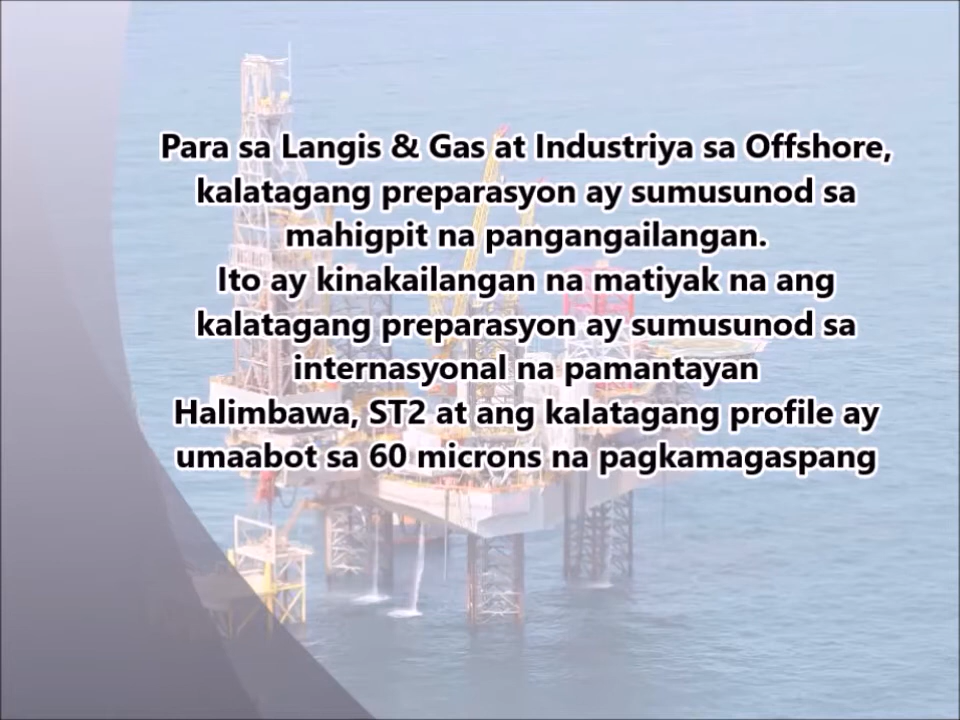 Para sa Langis & Gas at Industriya sa Offshore,
kalatagang preparasyon ay sumusunod sa
mahigpit na pangangailangan.
Ito ay kinakailangan na matiyak na ang
kalatagang preparasyon ay sumusunod sa
internasyonal na pamantayan
Halimbawa, ST2 at ang kalatagang profile ay
umaabot sa 60 microns na pagkamagaspang